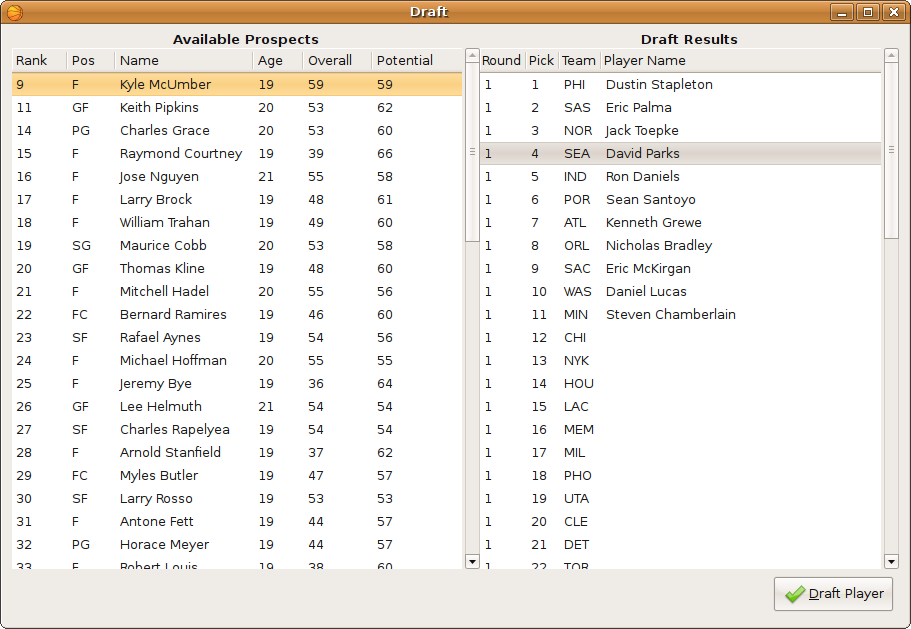 Draft
Available Prospects
Rank Pos Name Age Overall Potential
9 F Kyle McUmber 19 59 59
11 GF Keith Pipkins 20 53 62
14 PG Charles Grace 20 53 60
15 F Raymond Courtney 19 39 66
16 F Jose Nguyen 21 55 58
17 F Larry Brock 19 48 61
18 F William Trahan 19 49 60
19 SG Maurice Cobb 20 53 58
20 GF Thomas Kline 19 48 60
21 F Mitchell Hadel 20 55 56
22 FC Bernard Ramires 19 46 60
23 SF Rafael Aynes 19 54 56
24 F Michael Hoffman 20 55 55
25 F Jeremy Bye 19 36 64
26 GF Lee Helmuth 21 54 54
27 SF Charles Rapelyea 19 54 54
28 F Arnold Stanfield 19 37 62
29 FC Myles Butler 19 47 57
30 SF Larry Rosso 19 53 53
31 F Antone Fett 19 44 57
32 PG Horace Meyer 19 44 57
33 F Robert Louis 19 38 60
Draft Results
Round Pick Team Player Name
1 1 PHI Dustin Stapleton
1 2 SAS Eric Palma
1 3 NOR Jack Toepke
1 4 SEA David Parks
1 5 IND Ron Daniels
1 6 POR Sean Santoyo
1 7 ATL Kenneth Grewe
1 8 ORL Nicholas Bradley
1 9 SAC Eric McKirgan
1 10 WAS Daniel Lucas
1 11 MIN Steven Chamberlain
1 12 CHI
1 13 NYK
1 14 HOU
1 15 LAC
1 16 MEM
1 17 MIL
1 18 PHO
1 19 UTA
1 20 CLE
1 21 DET
1 22 TOR
Draft Player